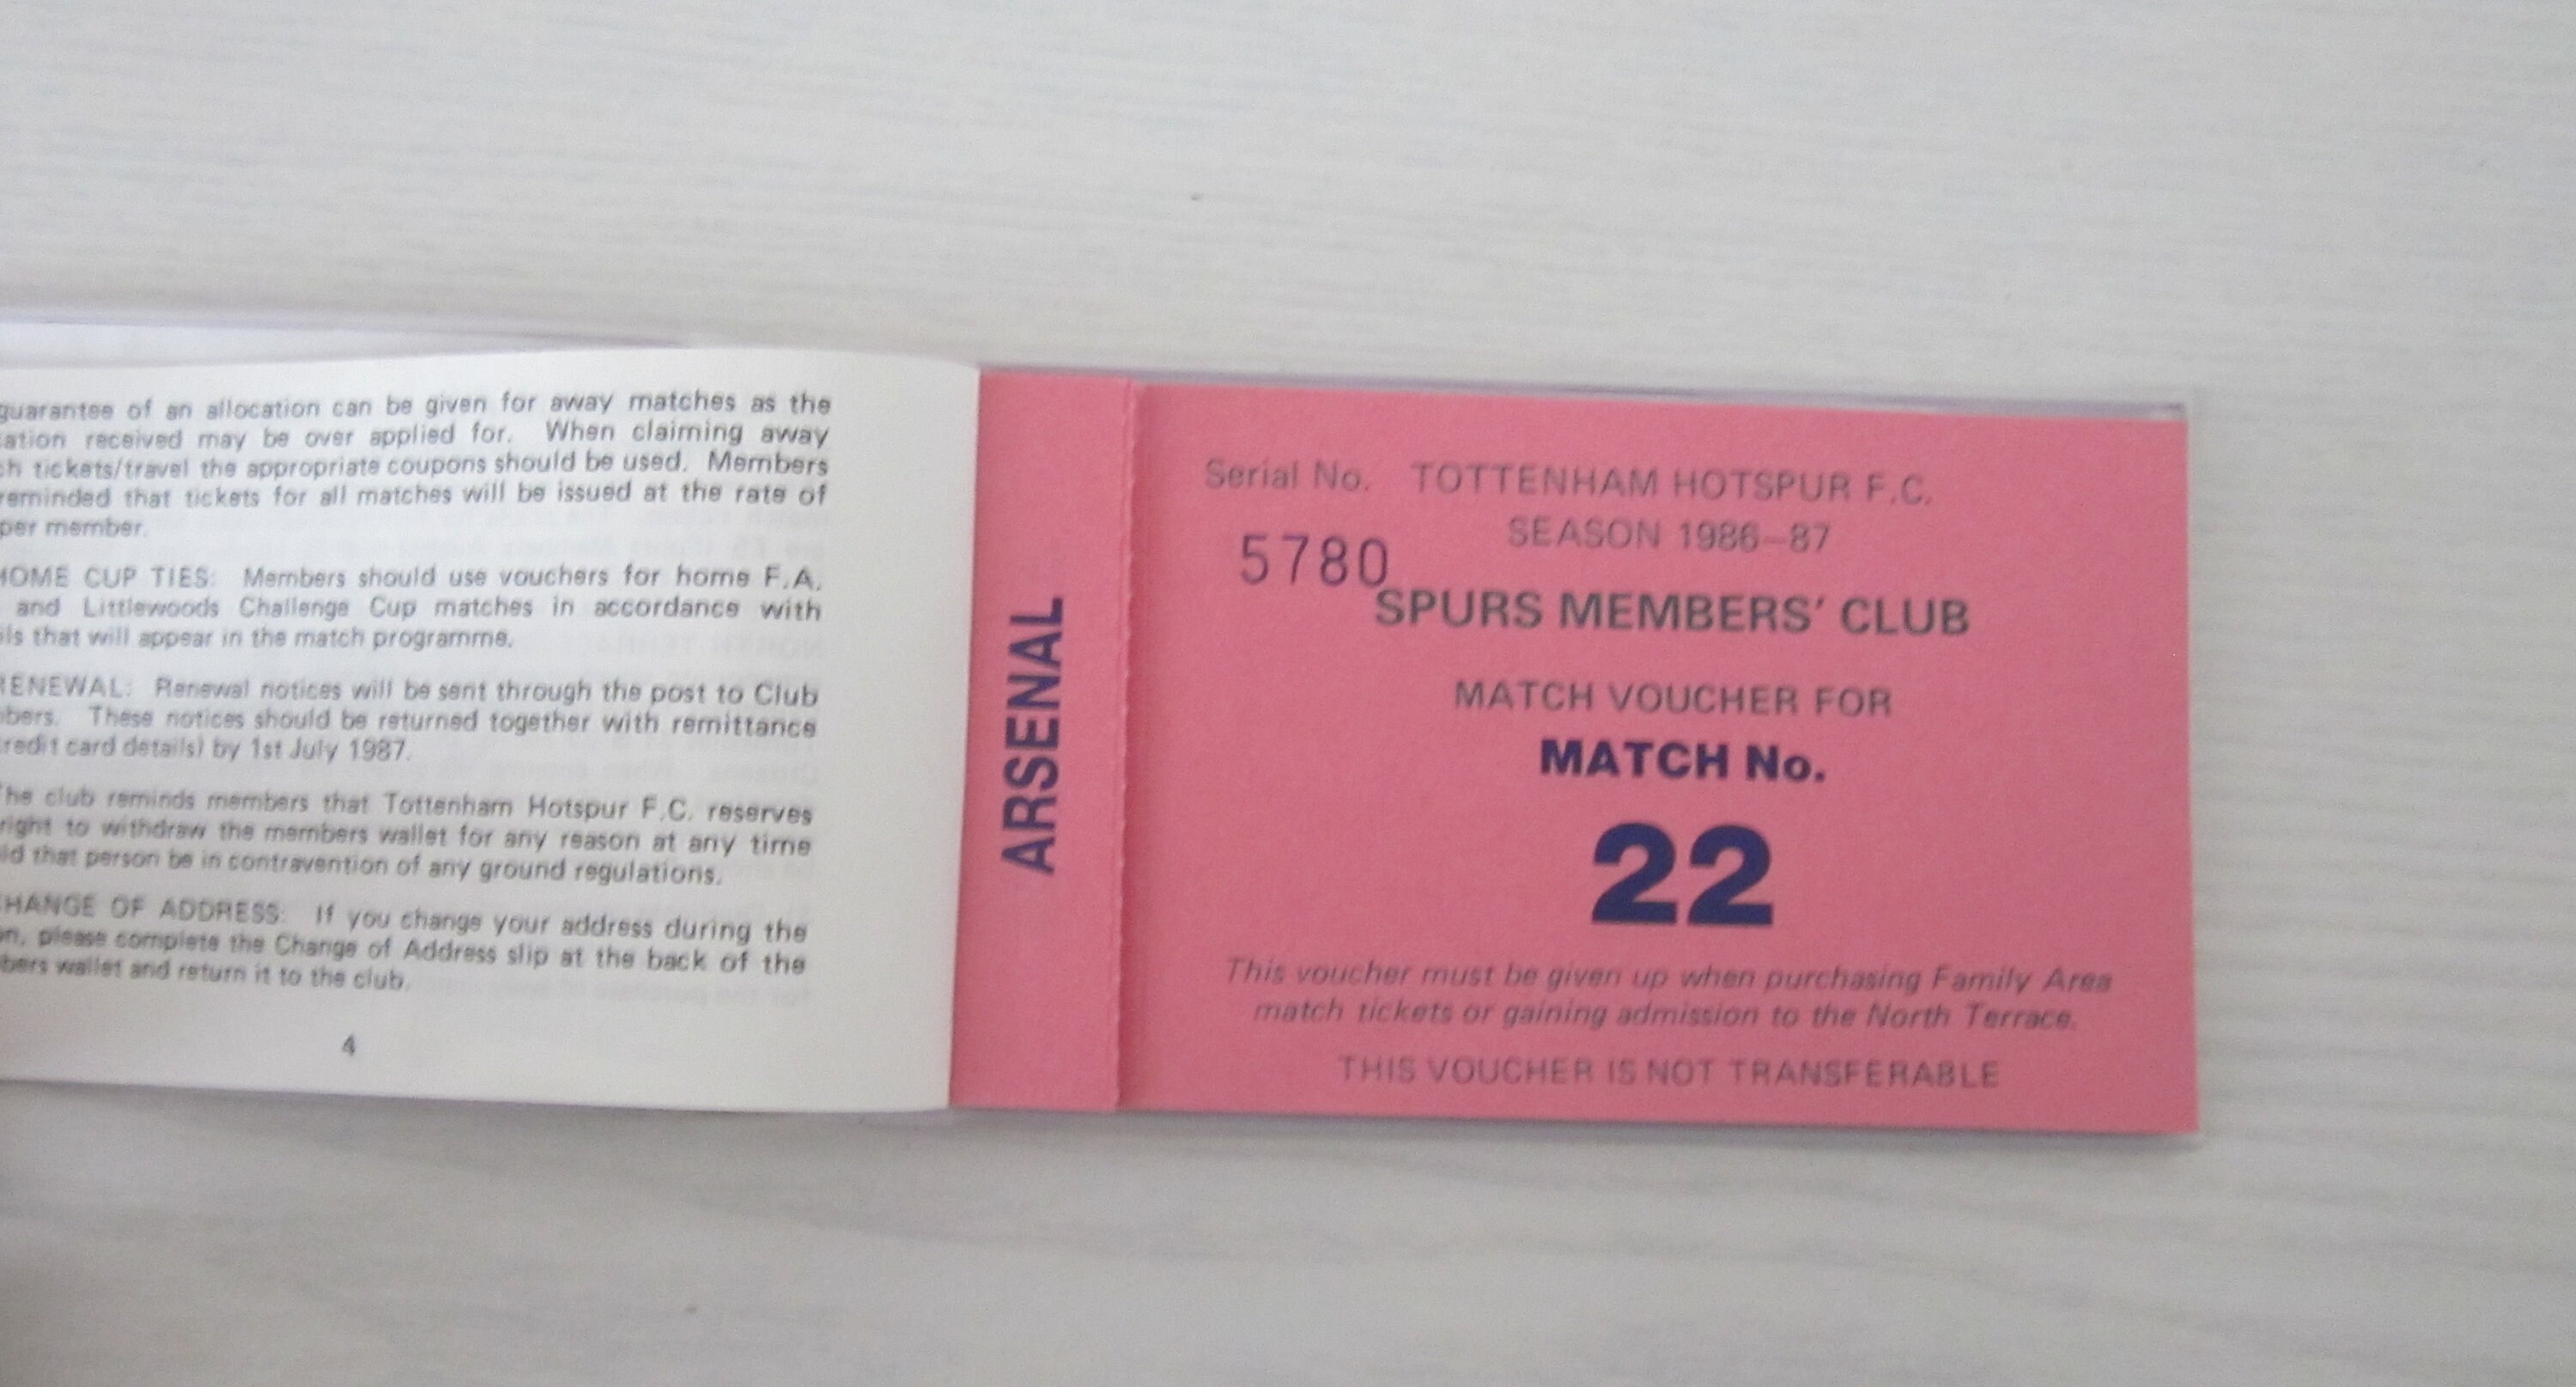 guarantee of an allocation can be given for away matches as the
ation received may be over applied for. When claiming away
ch tickets/travel the appropriate coupons should be used. Members
reminded that tickets for all matches will be issued at the rate of
per member.
HOME CUP TIES: Members should use vouchers for home F.A.
and Littlewoods Challenge Cup matches in accordance with
ils that will appear in the match programme.
RENEWAL: Renewal notices will be sent through the post to Club
bers. These notices should be returned together with remittance
credit card details) by 1st July 1987.
The club reminds members that Tottenham Hotspur F.C. reserves
right to withdraw the members wallet for any reason at any time
ld that person be in contravention of any ground regulations.
CHANGE OF ADDRESS: If you change your address during the
on, please complete the Change of Address slip at the back of the
bers wallet and return it to the club.
4
ARSENAL
Serial No. TOTTENHAM HOTSPUR F.C.
SEASON 1986–87
5780
SPURS MEMBERS' CLUB
MATCH VOUCHER FOR
MATCH No.
22
This voucher must be given up when purchasing Family Area
match tickets or gaining admission to the North Terrace.
THIS VOUCHER IS NOT TRANSFERABLE